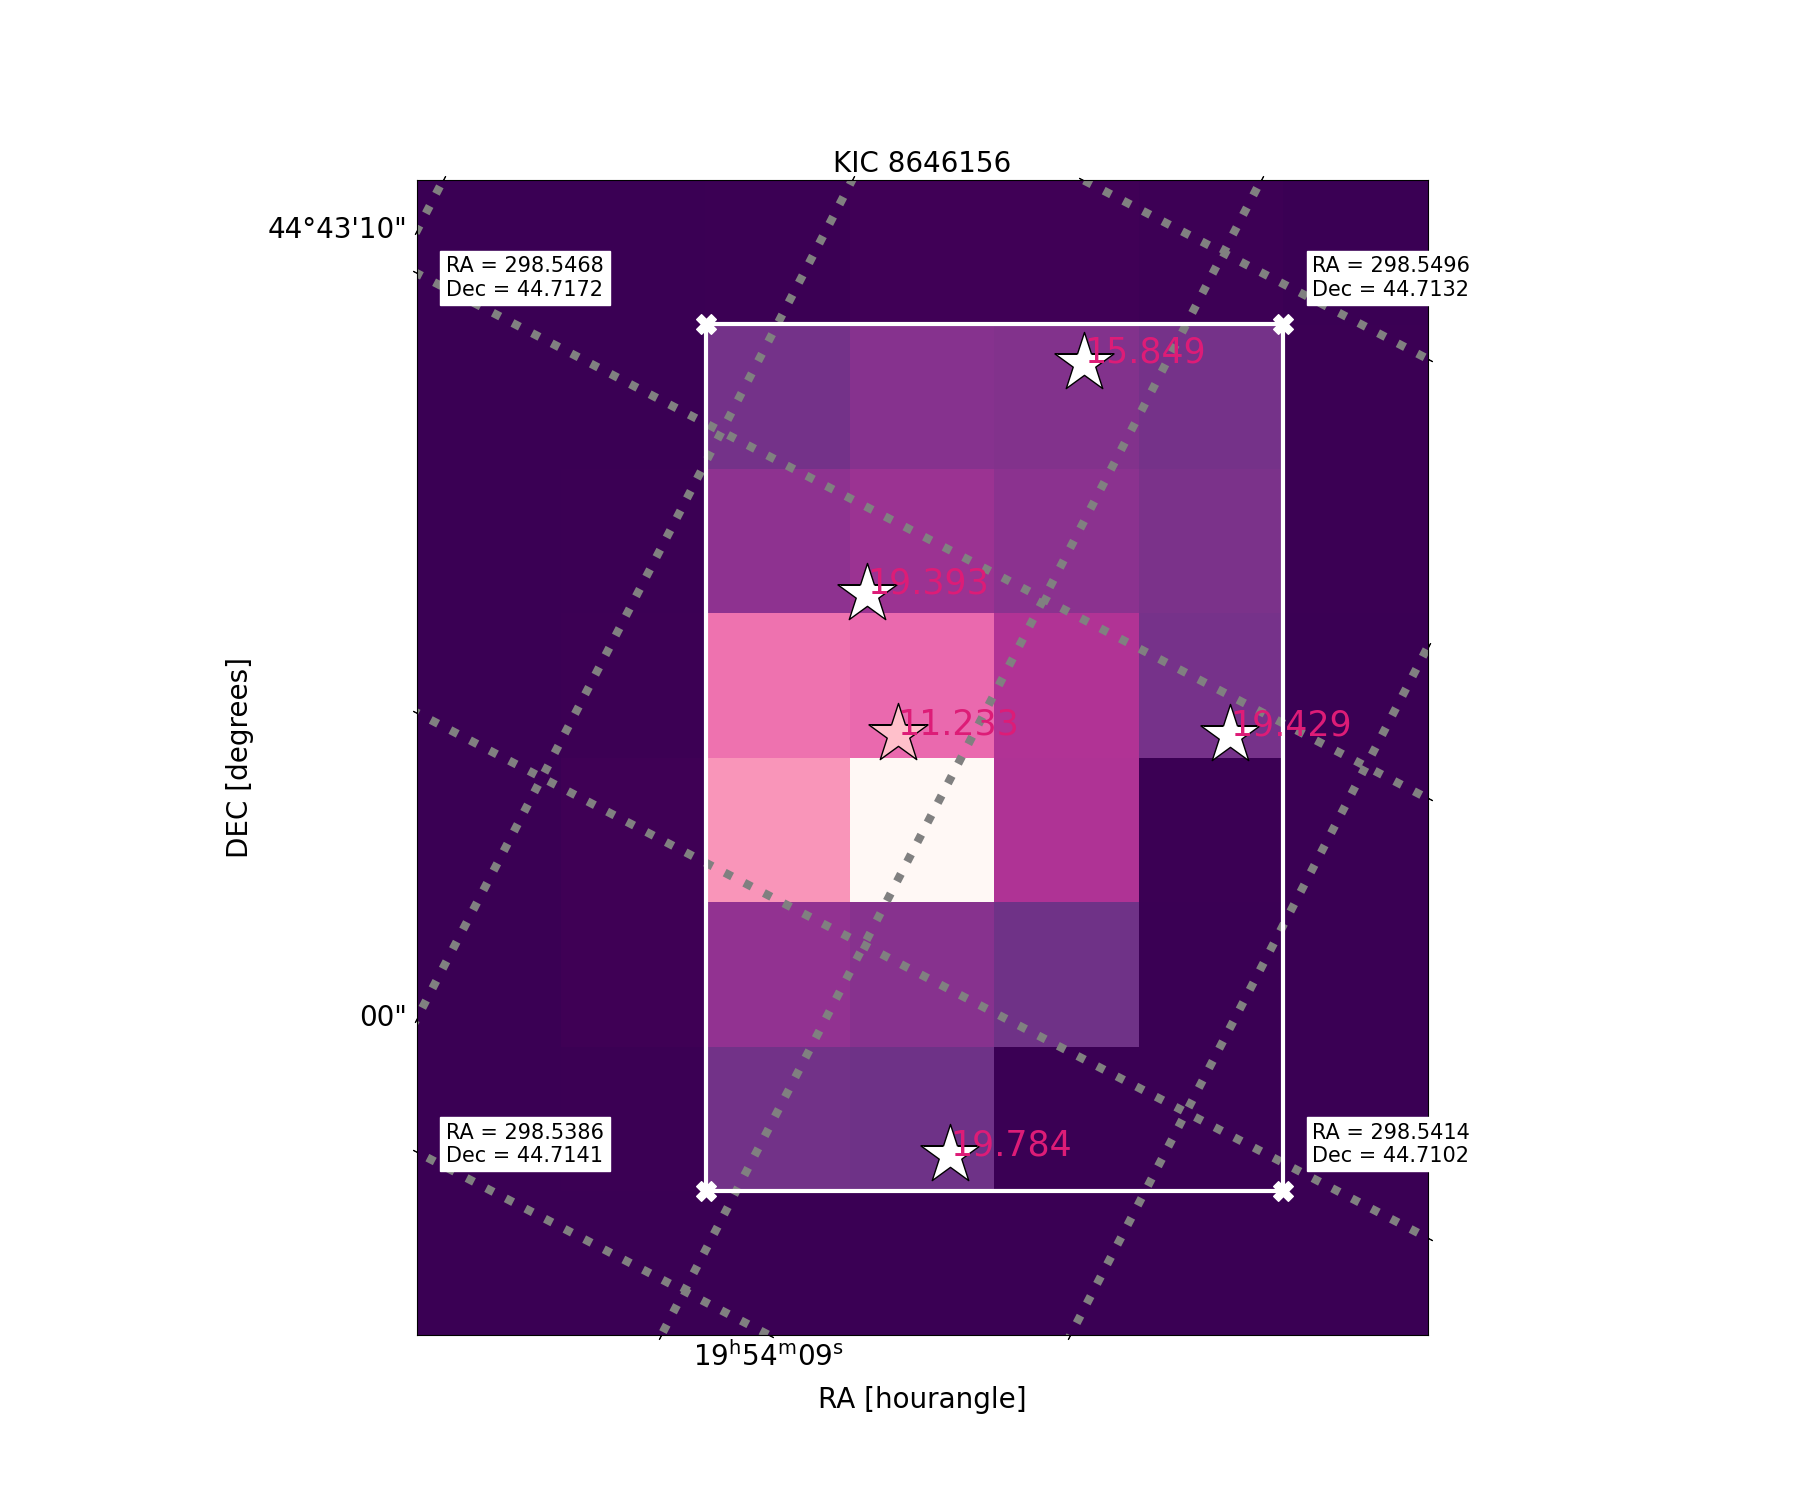 KIC 8646156
44°43'10"
RA = 298.5468
Dec = 44.7172
RA = 298.5496
Dec = 44.7132
15.849
19.393
11.233
19.429
DEC [degrees]
00"
RA = 298.5386
Dec = 44.7141
RA = 298.5414
Dec = 44.7102
19.784
19h54m09s
RA [hourangle]